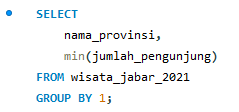 SELECT
nama_provinsi,
min(jumlah_pengunjung)
FROM wisata_jabar_2021
GROUP BY 1;